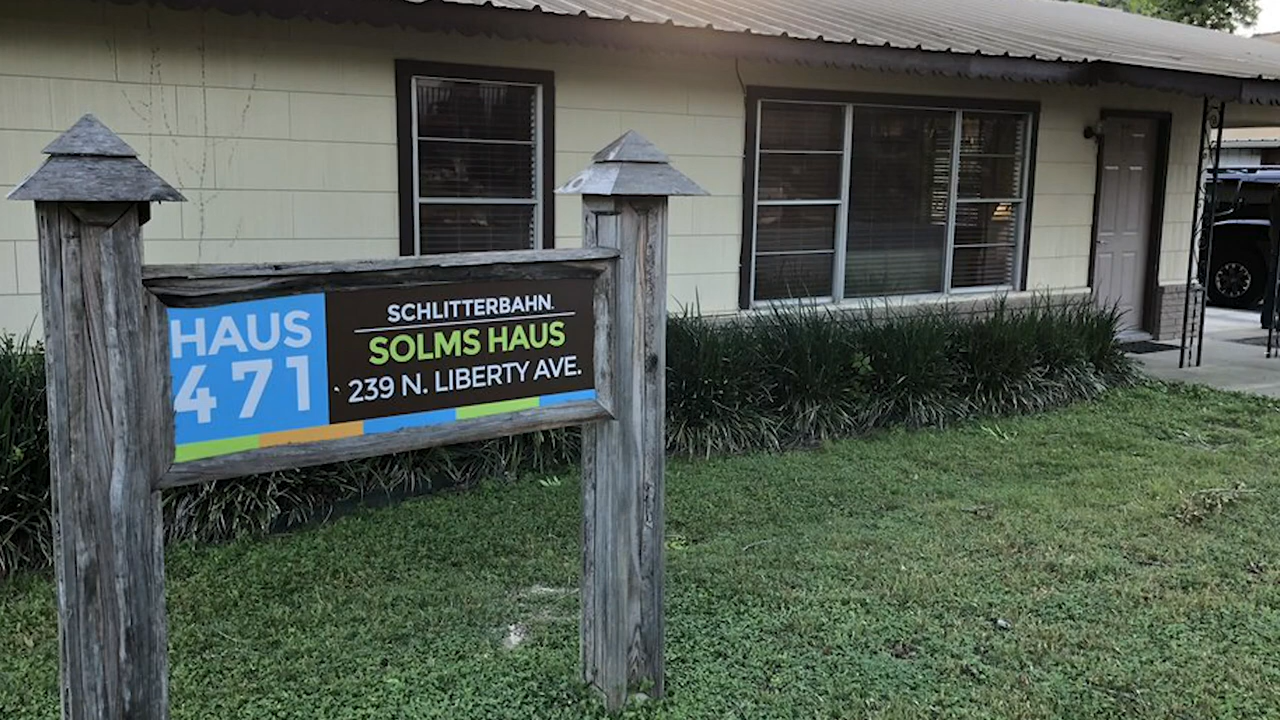 HAUS
471
SCHLITTERBAHN.
SOLMS HAUS
239 N. LIBERTY AVE.